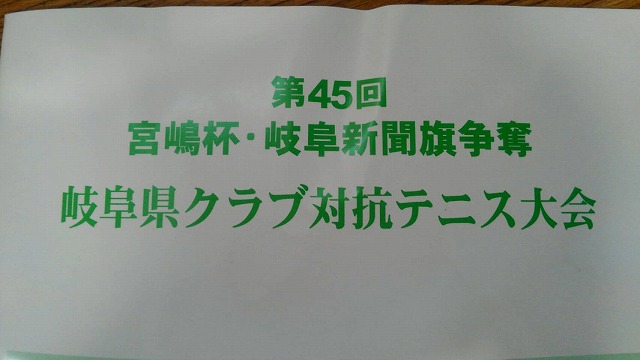 第45回
宮嶋杯・岐阜新聞旗争奪
岐阜県クラブ対抗テニス大会